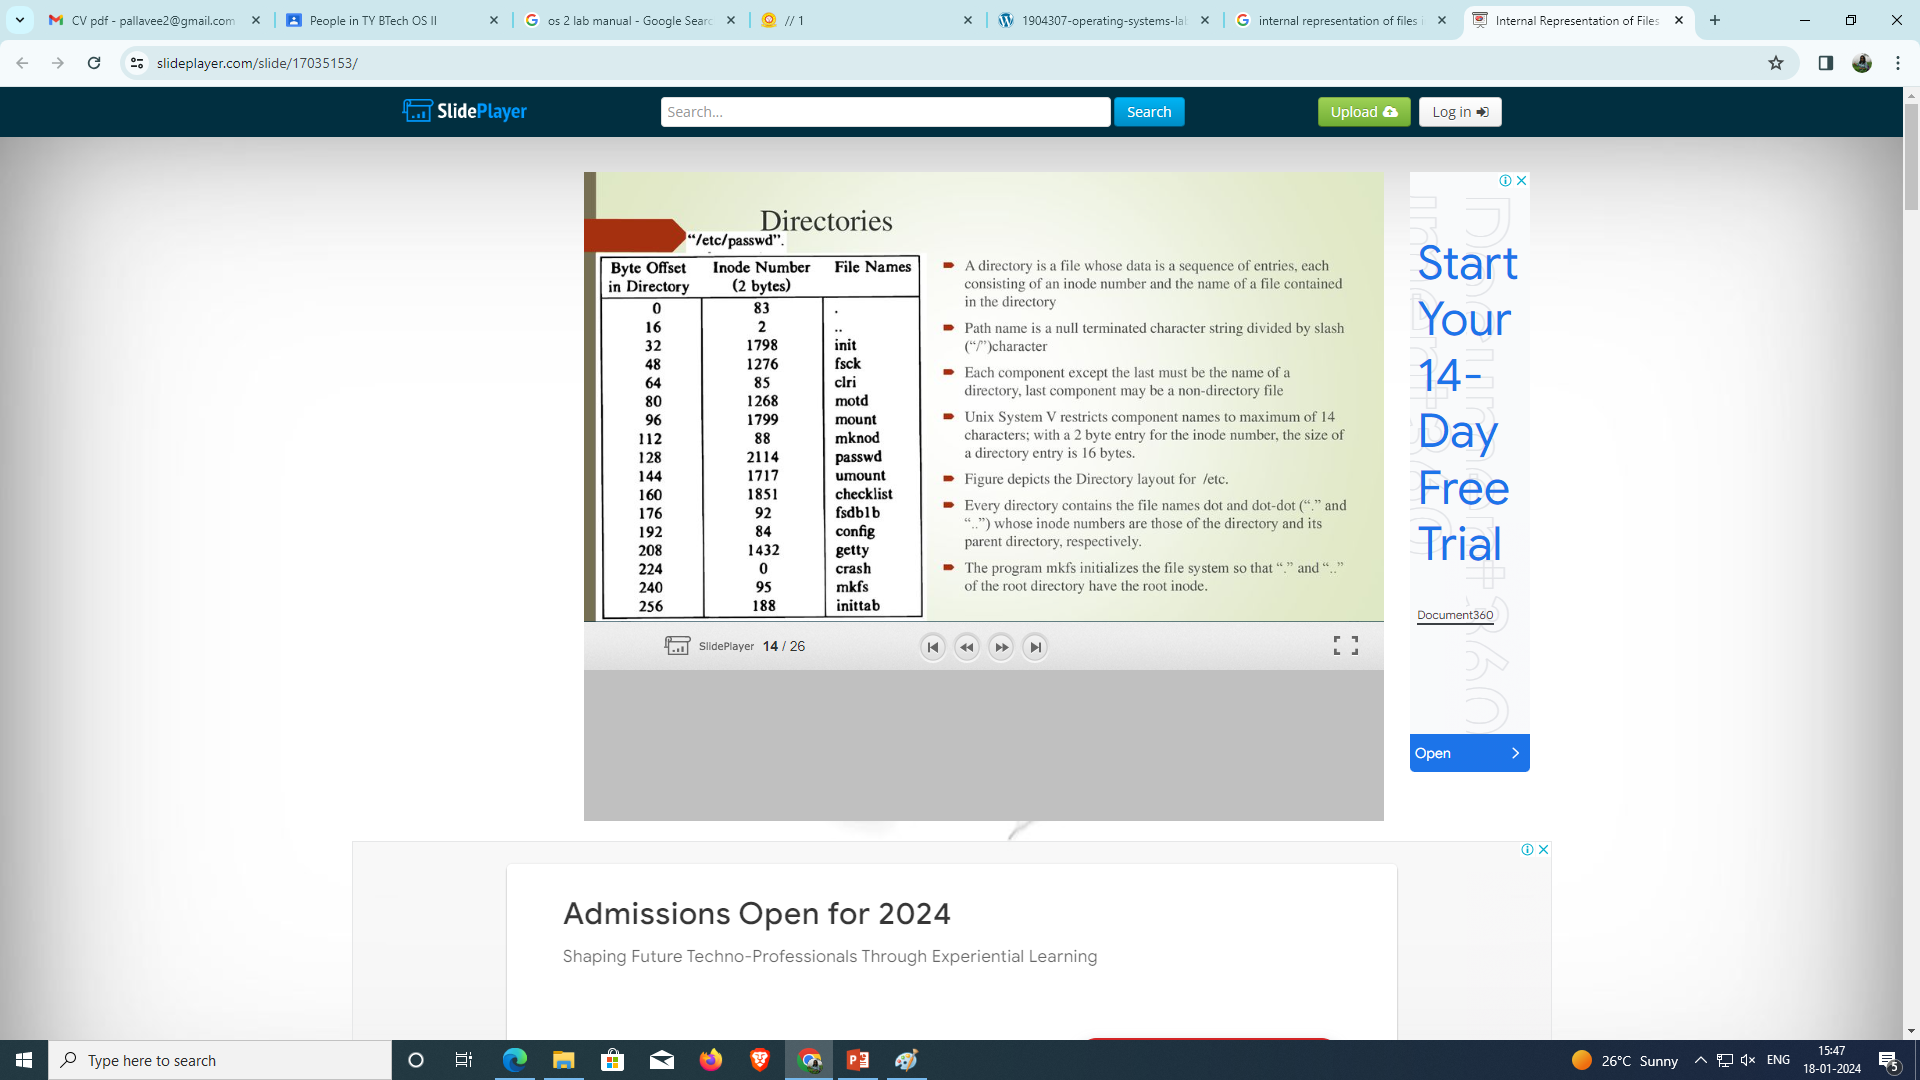 CV pdf - pallavee2@gmail.com
People in TY BTech OS II
os 2 lab manual - Google Searc
// 1
1904307-operating-systems-la
internal representation of files i
Internal Representation of Files
slideplayer.com/slide/17035153/
SlidePlayer
Search...
Search
Upload
Log in
Directories
“/etc/passwd”.
Byte Offset in Directory	Inode Number (2 bytes)	File Names
0	83	.
16	2	..
32	1798	init
48	1276	fsck
64	85	clri
80	1268	motd
96	1799	mount
112	88	mknod
128	2114	passwd
144	1717	umount
160	1851	checklist
176	92	fsdb1b
192	84	config
208	1432	getty
224	0	crash
240	95	mkfs
256	188	inittab
A directory is a file whose data is a sequence of entries, each
consisting of an inode number and the name of a file contained
in the directory
Path name is a null terminated character string divided by slash
(“/”)character
Each component except the last must be the name of a
directory, last component may be a non-directory file
Unix System V restricts component names to maximum of 14
characters; with a 2 byte entry for the inode number, the size of
a directory entry is 16 bytes.
Figure depicts the Directory layout for /etc.
Every directory contains the file names dot and dot-dot (“.” and
“..”) whose inode numbers are those of the directory and its
parent directory, respectively.
The program mkfs initializes the file system so that “.” and “..”
of the root directory have the root inode.
SlidePlayer 14 / 26
Start
Your
14-
Day
Free
Trial
Document360
Open
Admissions Open for 2024
Shaping Future Techno-Professionals Through Experiential Learning
Type here to search
26°C Sunny
ENG
15:47
18-01-2024
5